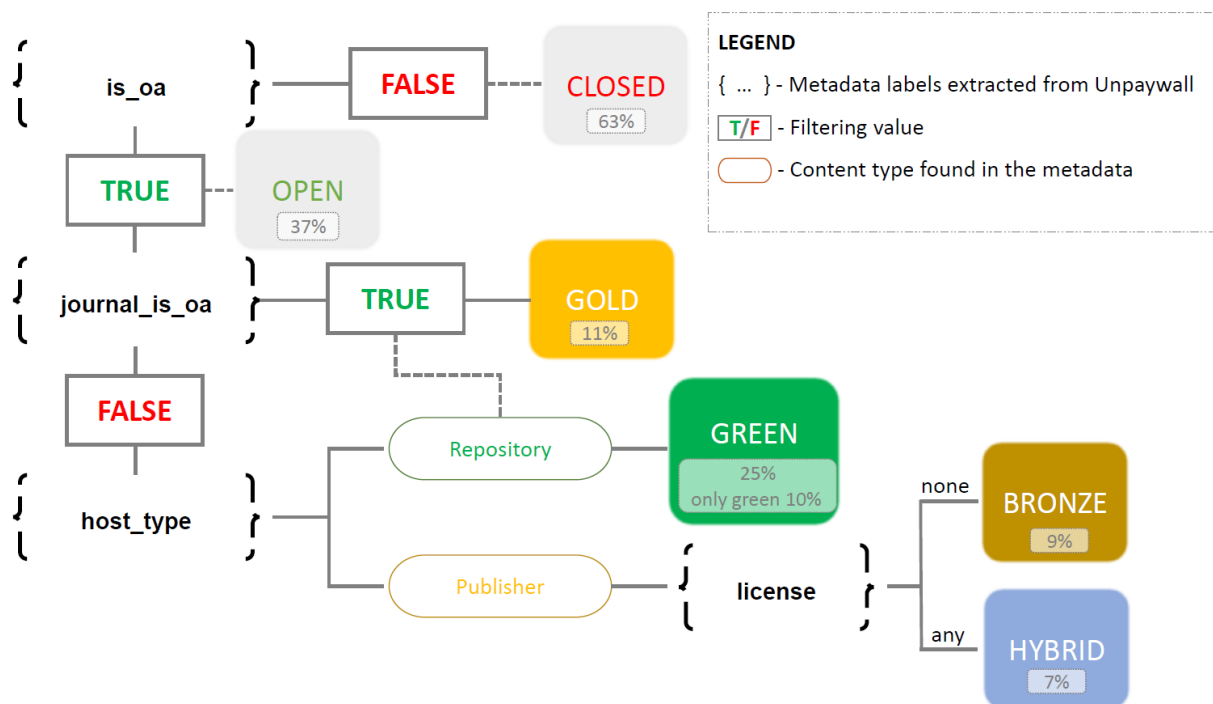 is_oa
FALSE
CLOSED
63%
LEGEND
{ ... } - Metadata labels extracted from Unpaywall
T/F - Filtering value
- Content type found in the metadata
TRUE
OPEN
37%
journal_is_oa
TRUE
GOLD
11%
FALSE
Repository
GREEN
25%
only green 10%
host_type
Publisher
license
none
BRONZE
9%
any
HYBRID
7%